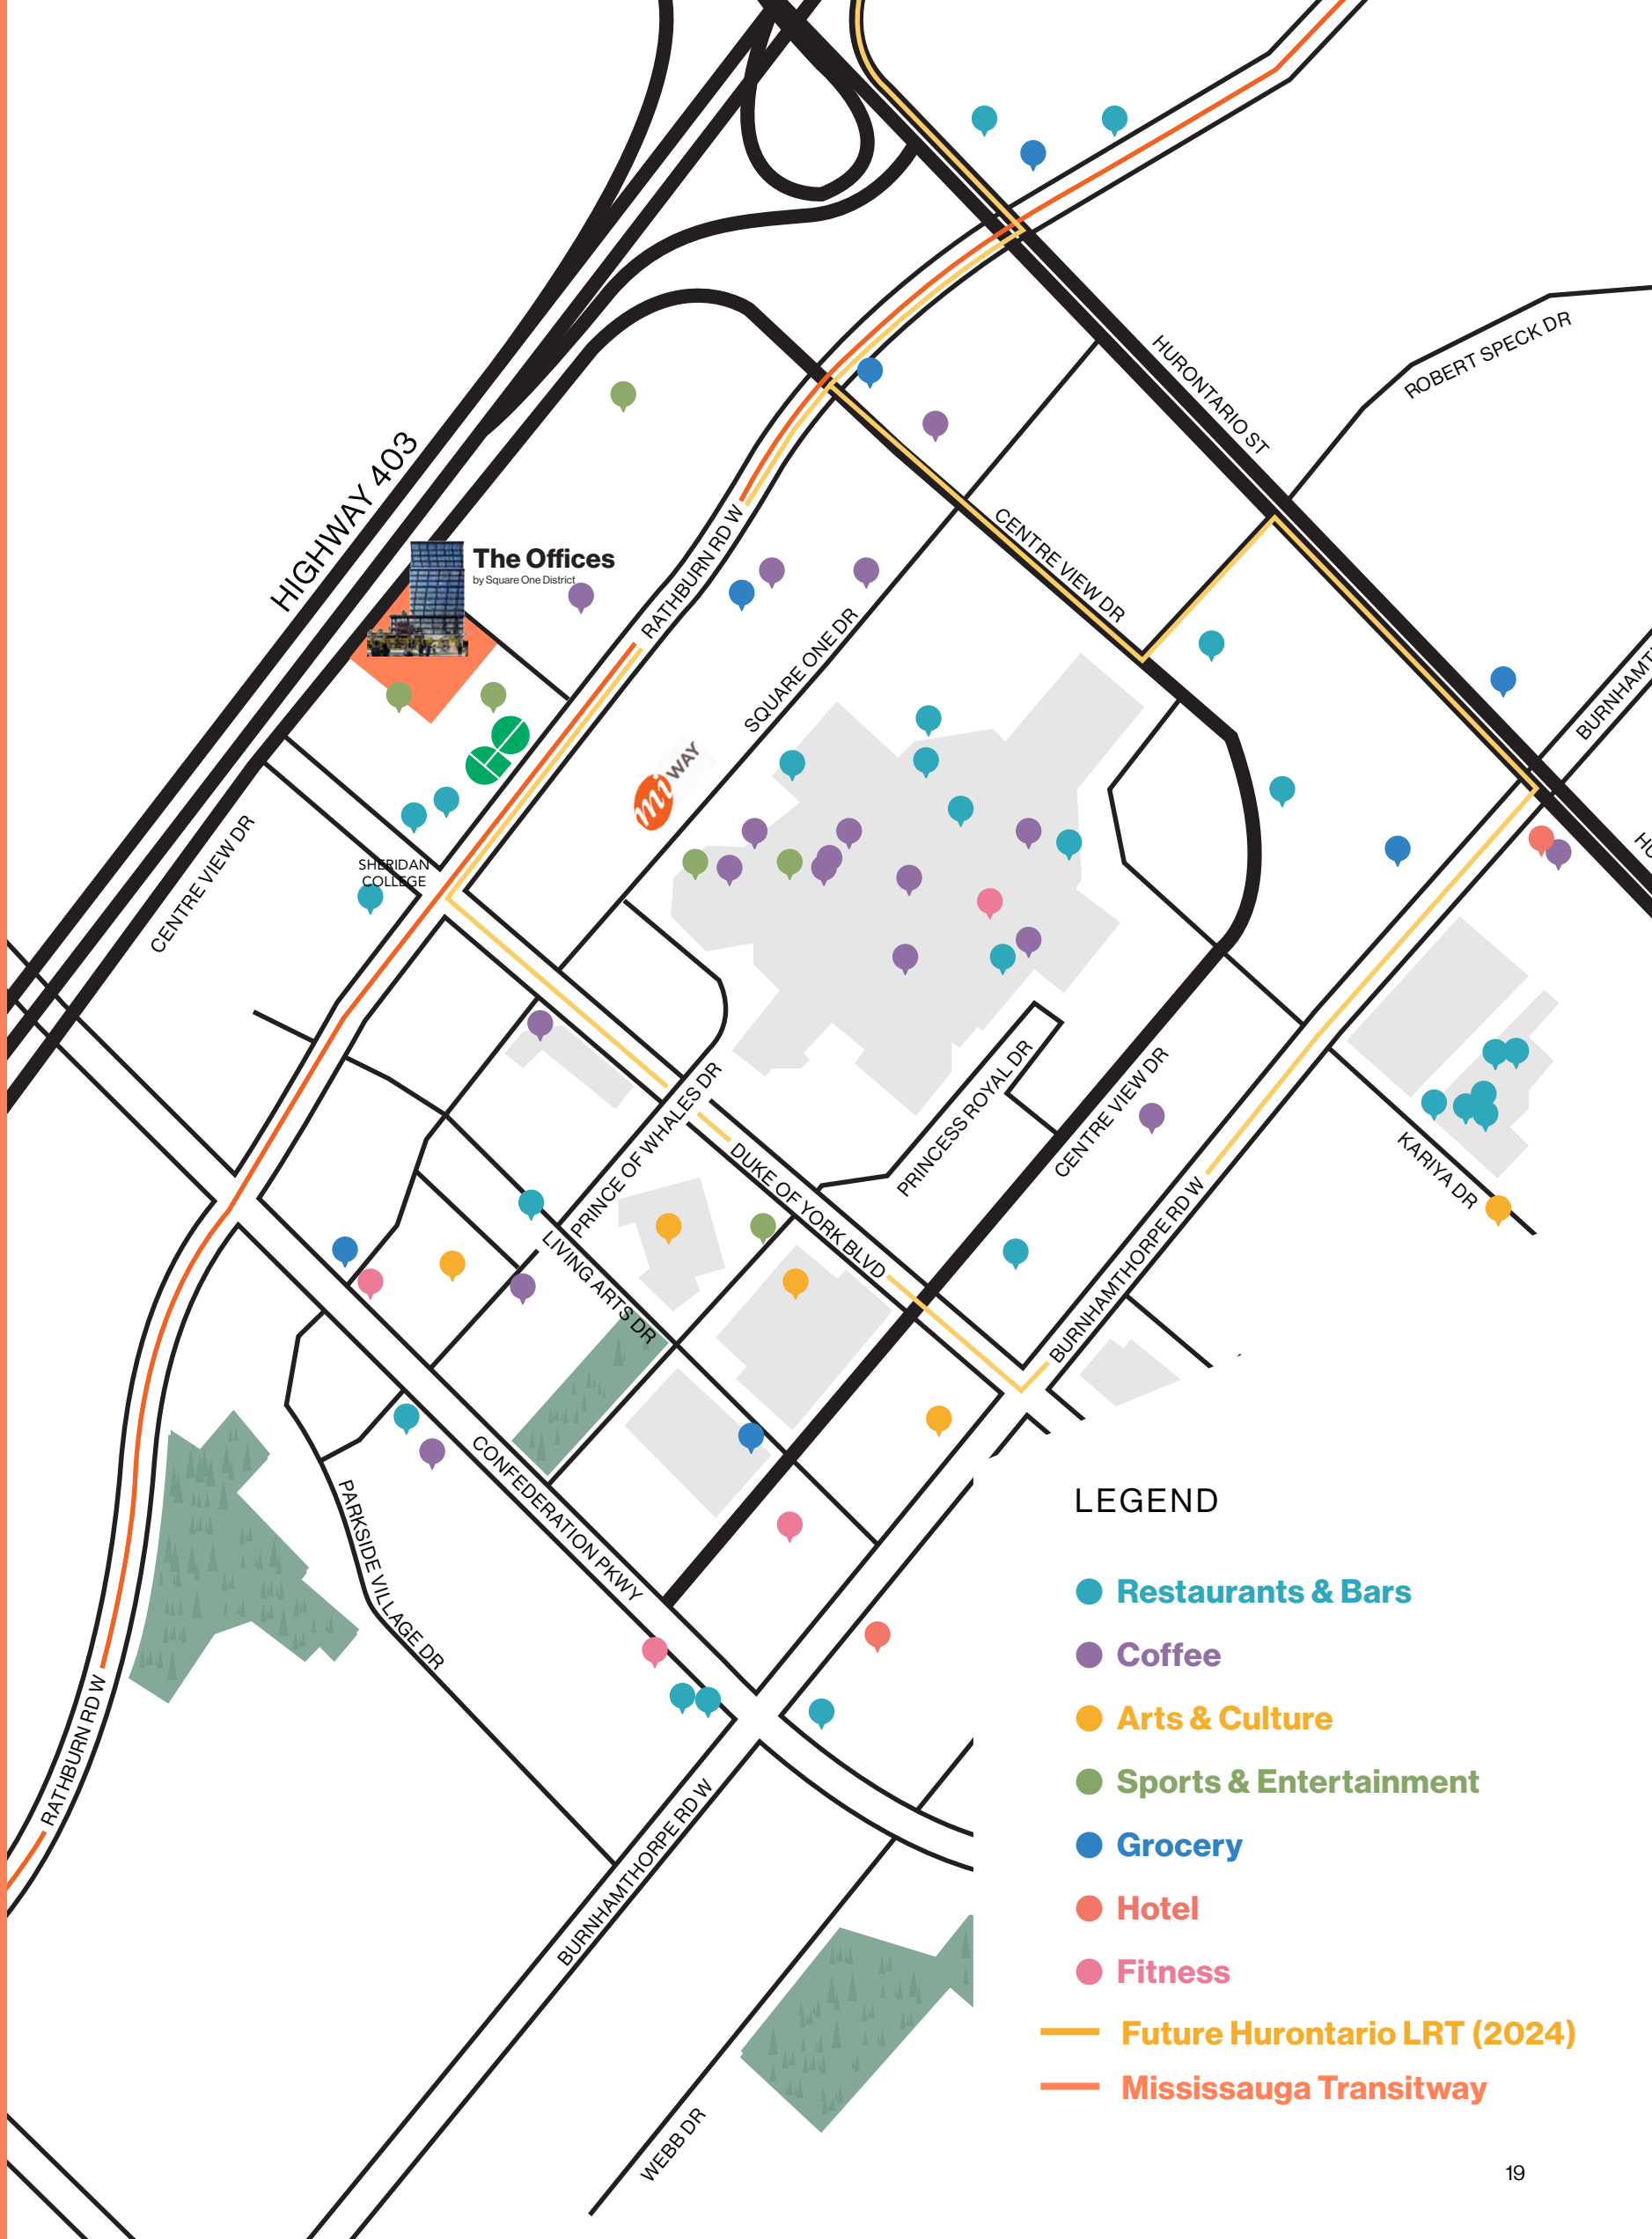 HURONTARIO ST
ROBERT SPECK DR
HIGHWAY 403
CENTRE VIEW DR
RATHBURN RD W
The Offices
by Square One District
SQUARE ONE DR
BURNHAMT
mi WAY
HU
CENTRE VIEW DR
SHERIDAN
COLLEGE
PRINCE OF WHALES DR
PRINCESS ROYAL DR
CENTRE VIEW DR
DUKE OF YORK BLVD
KARIYA DR
BURNHAMTHORPE RD W
LIVING ARTS DR
CONFEDERATION PKWY
PARKSIDE VILLAGE DR
RATHBURN RD W
BURNHAMTHORPE RD W
WEBB DR
LEGEND
Restaurants & Bars
Coffee
Arts & Culture
Sports & Entertainment
Grocery
Hotel
Fitness
Future Hurontario LRT (2024)
Mississauga Transitway
19